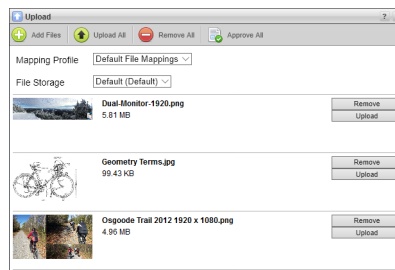 Upload ?
Add Files Upload All Remove All Approve All
Mapping Profile Default File Mappings
File Storage Default (Default)
Dual-Monitor-1920.png Remove
5.81 MB Upload
Geometry Terms.jpg Remove
99.43 KB Upload
Osgoode Trail 2012 1920 x 1080.png Remove
4.96 MB Upload